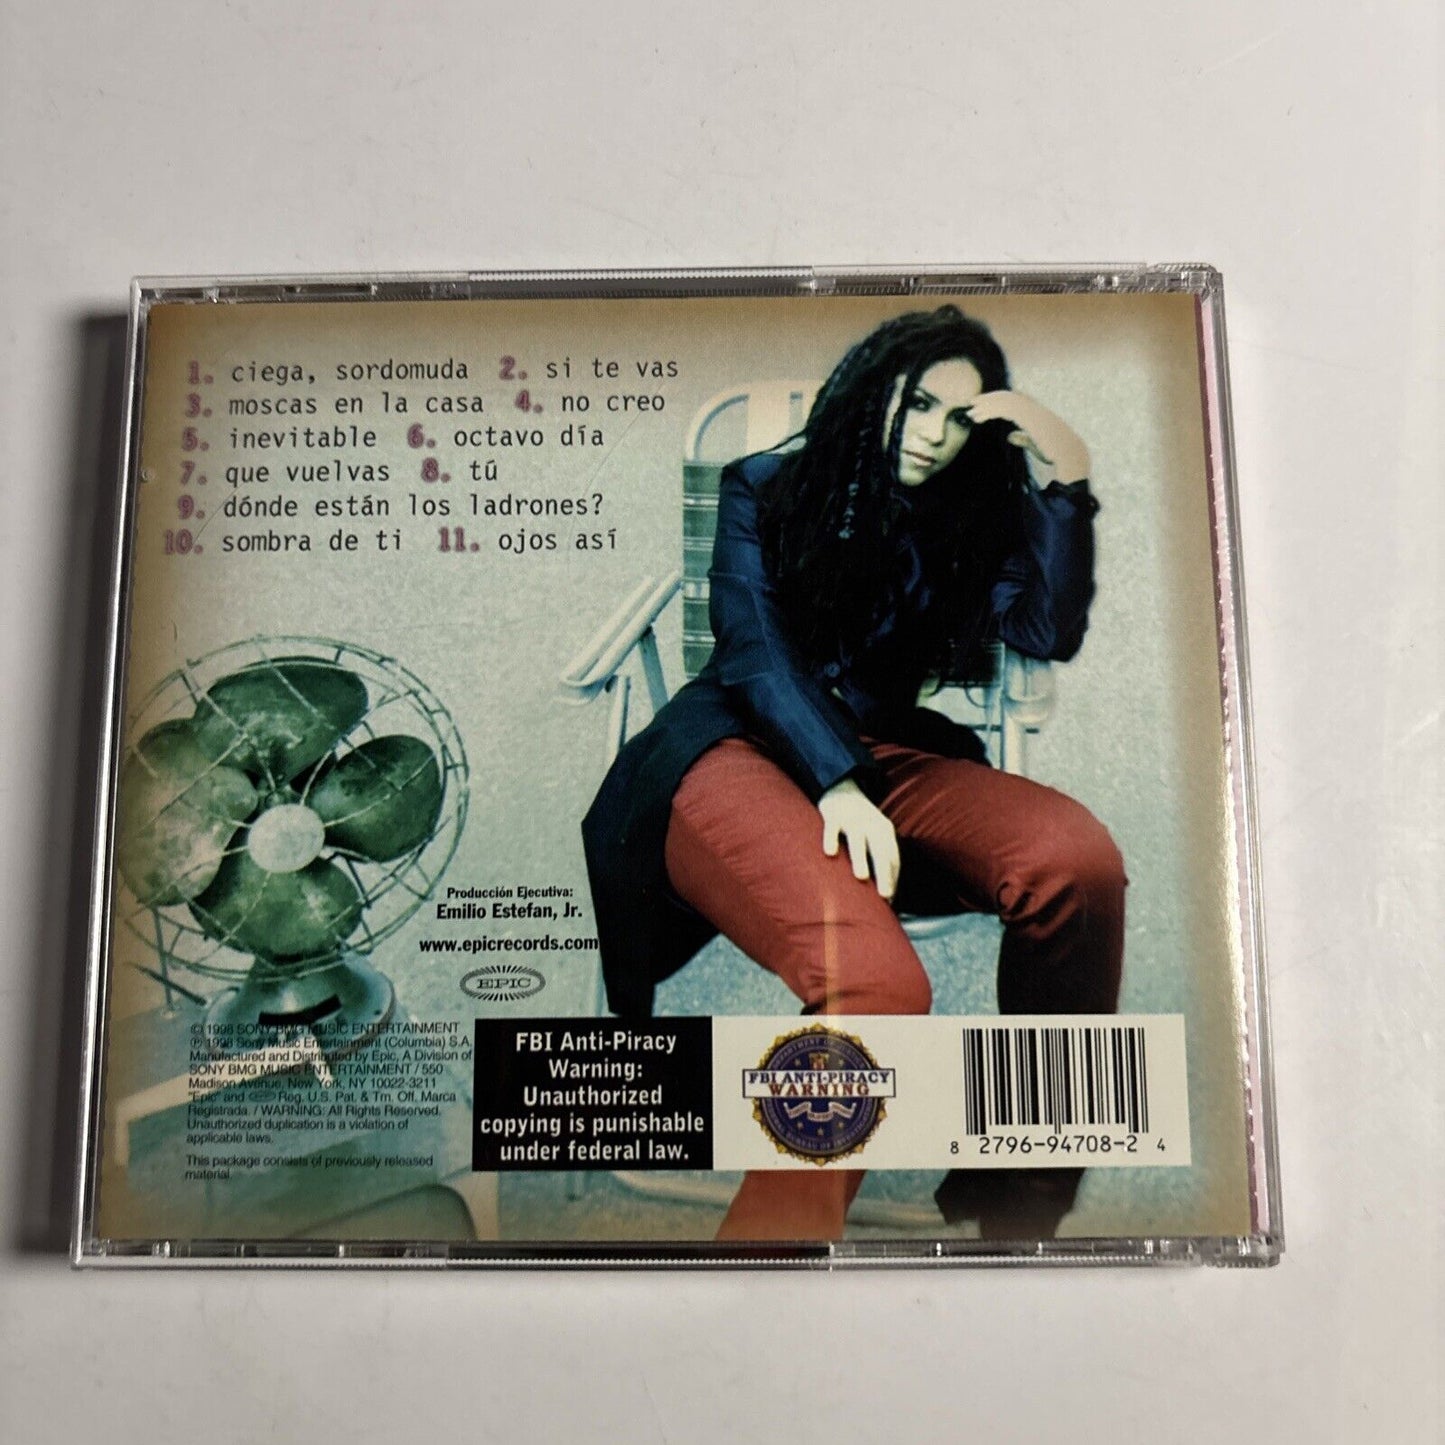 1. ciega, sordomuda 2. si te vas
3. moscas en la casa 4. no creo
5. inevitable 6. octavo día
7. que vuelvas 8. tú
9. dónde están los ladrones?
10. sombra de ti 11. ojos así
Producción Ejecutiva:
Emilio Estefan, Jr.
www.epicrecords.com
EPIC
© 1998 SONY BMG MUSIC ENTERTAINMENT
℗ 1998 Sony Music Entertainment (Columbia) S.A.
Manufactured and Distributed by Epic, A Division of
SONY BMG MUSIC ENTERTAINMENT / 550
Madison Avenue, New York, NY 10022-3211
"Epic" and EPIC Reg. U.S. Pat. & Tm. Off. Marca
Registrada. / WARNING: All Rights Reserved.
Unauthorized duplication is a violation of
applicable laws.
This package consists of previously released
material.
FBI Anti-Piracy
Warning:
Unauthorized
copying is punishable
under federal law.
FBI ANTI-PIRACY
WARNING
8 2796-94708-2 4